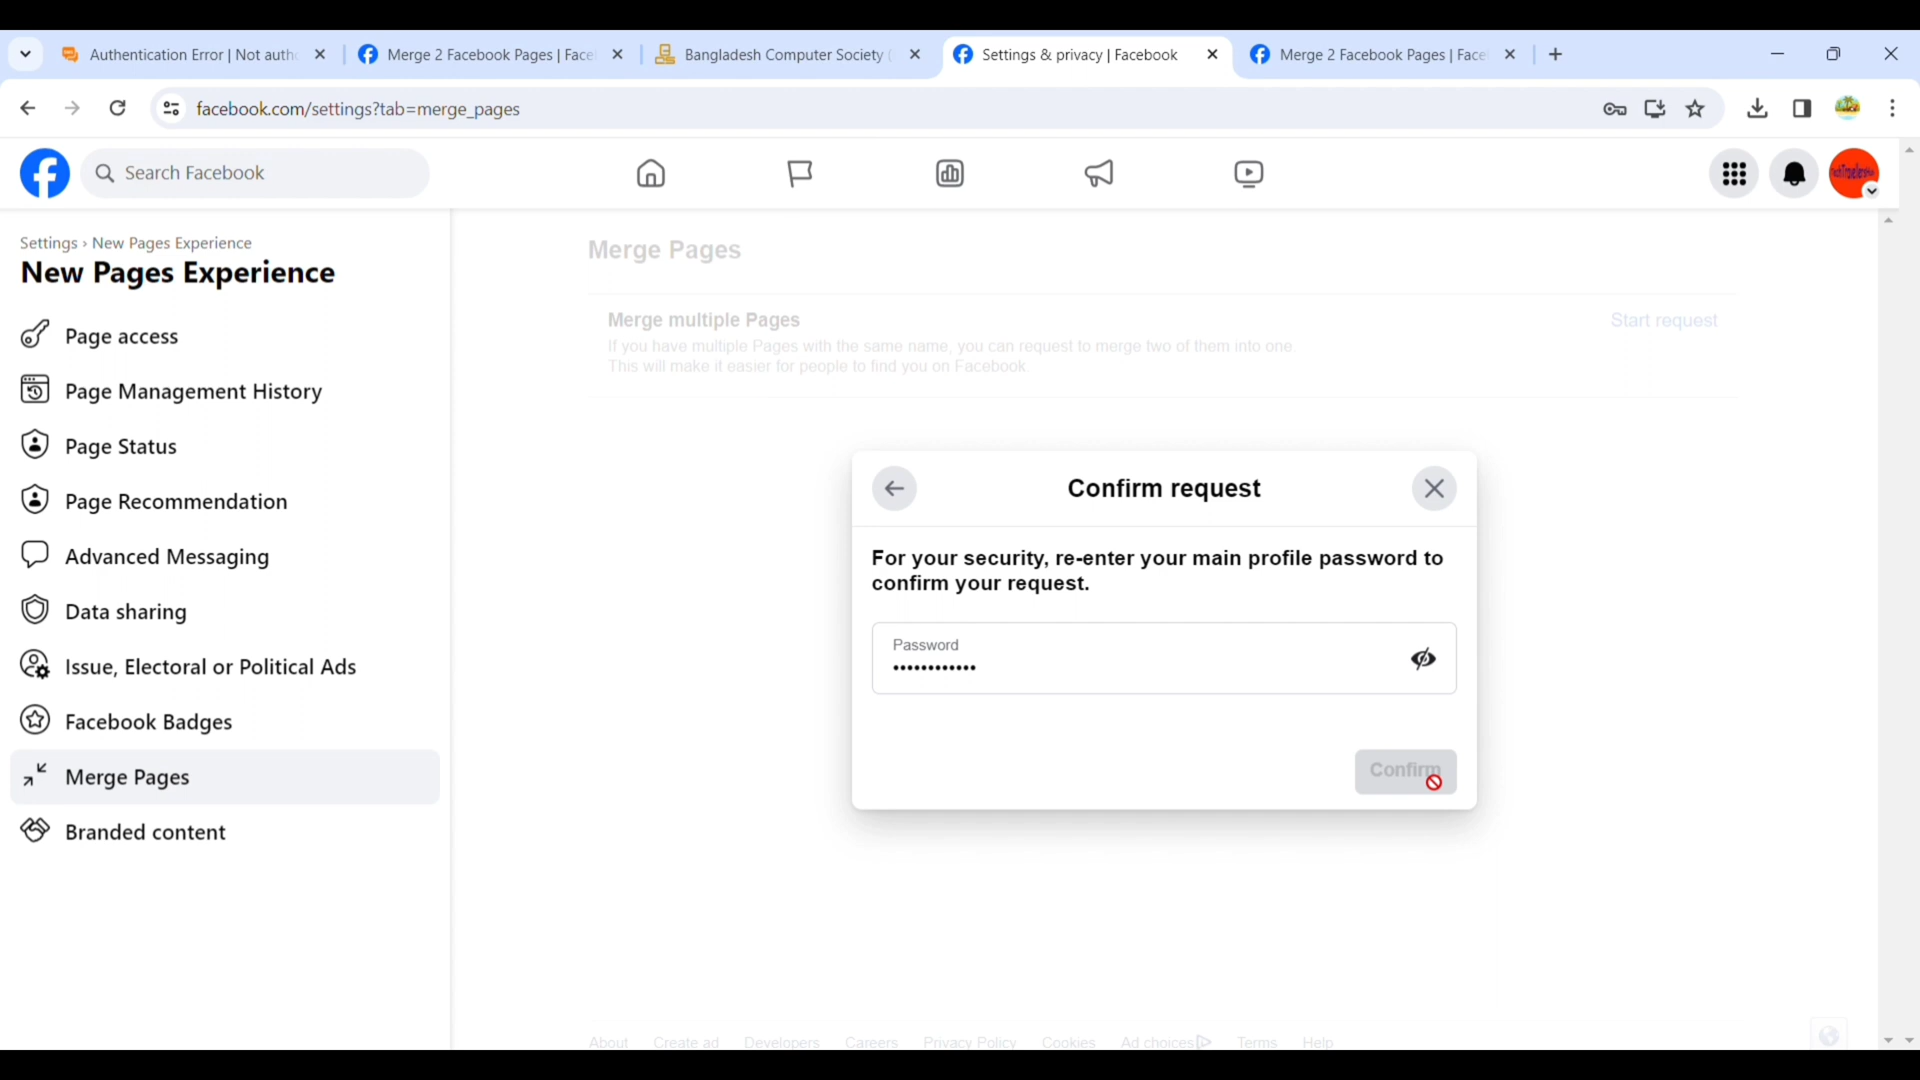 Authentication Error | Not auth
Merge 2 Facebook Pages | Face
Bangladesh Computer Society (
Settings & privacy | Facebook
Merge 2 Facebook Pages | Face
facebook.com/settings?tab=merge_pages
Search Facebook
Settings › New Pages Experience
New Pages Experience
Page access
Page Management History
Page Status
Page Recommendation
Advanced Messaging
Data sharing
Issue, Electoral or Political Ads
Facebook Badges
Merge Pages
Branded content
Merge Pages
Merge multiple Pages
Start request
If you have multiple Pages with the same name, you can request to merge two of them into one.
This will make it easier for people to find you on Facebook.
Confirm request
For your security, re-enter your main profile password to
confirm your request.
Password
••••••••••••
Confirm
About Create ad Developers Careers Privacy Policy Cookies Ad choices Terms Help